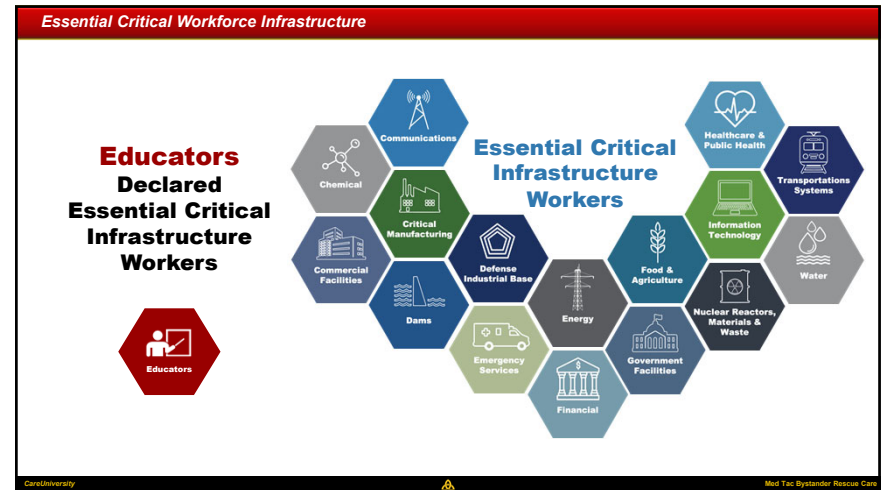 Essential Critical Workforce Infrastructure
Educators
Declared
Essential Critical
Infrastructure
Workers
Educators
Essential Critical
Infrastructure
Workers
Communications
Chemical
Critical
Manufacturing
Commercial
Facilities
Dams
Defense
Industrial Base
Emergency
Services
Energy
Financial
Food &
Agriculture
Government
Facilities
Healthcare &
Public Health
Information
Technology
Nuclear Reactors,
Materials &
Waste
Transportations
Systems
Water
CareUniversity
Med Tac Bystander Rescue Care